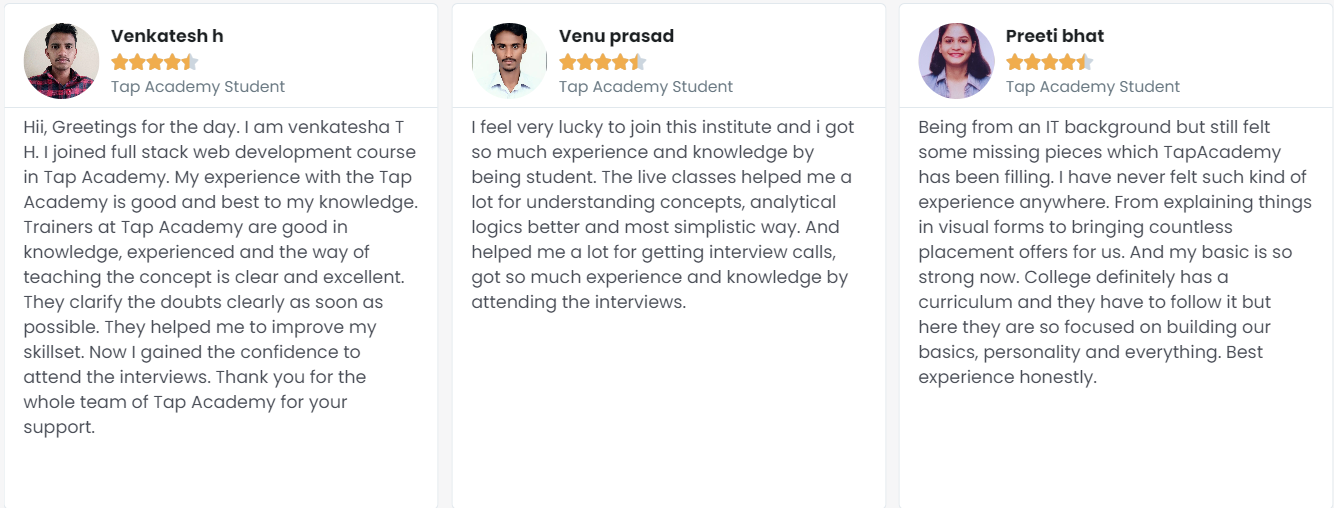 Venkatesh h
Tap Academy Student
Hii, Greetings for the day. I am venkatesha T
H. I joined full stack web development course
in Tap Academy. My experience with the Tap
Academy is good and best to my knowledge.
Trainers at Tap Academy are good in
knowledge, experienced and the way of
teaching the concept is clear and excellent.
They clarify the doubts clearly as soon as
possible. They helped me to improve my
skillset. Now I gained the confidence to
attend the interviews. Thank you for the
whole team of Tap Academy for your
support.
Venu prasad
Tap Academy Student
I feel very lucky to join this institute and i got
so much experience and knowledge by
being student. The live classes helped me a
lot for understanding concepts, analytical
logics better and most simplistic way. And
helped me a lot for getting interview calls,
got so much experience and knowledge by
attending the interviews.
Preeti bhat
Tap Academy Student
Being from an IT background but still felt
some missing pieces which TapAcademy
has been filling. I have never felt such kind of
experience anywhere. From explaining things
in visual forms to bringing countless
placement offers for us. And my basic is so
strong now. College definitely has a
curriculum and they have to follow it but
here they are so focused on building our
basics, personality and everything. Best
experience honestly.